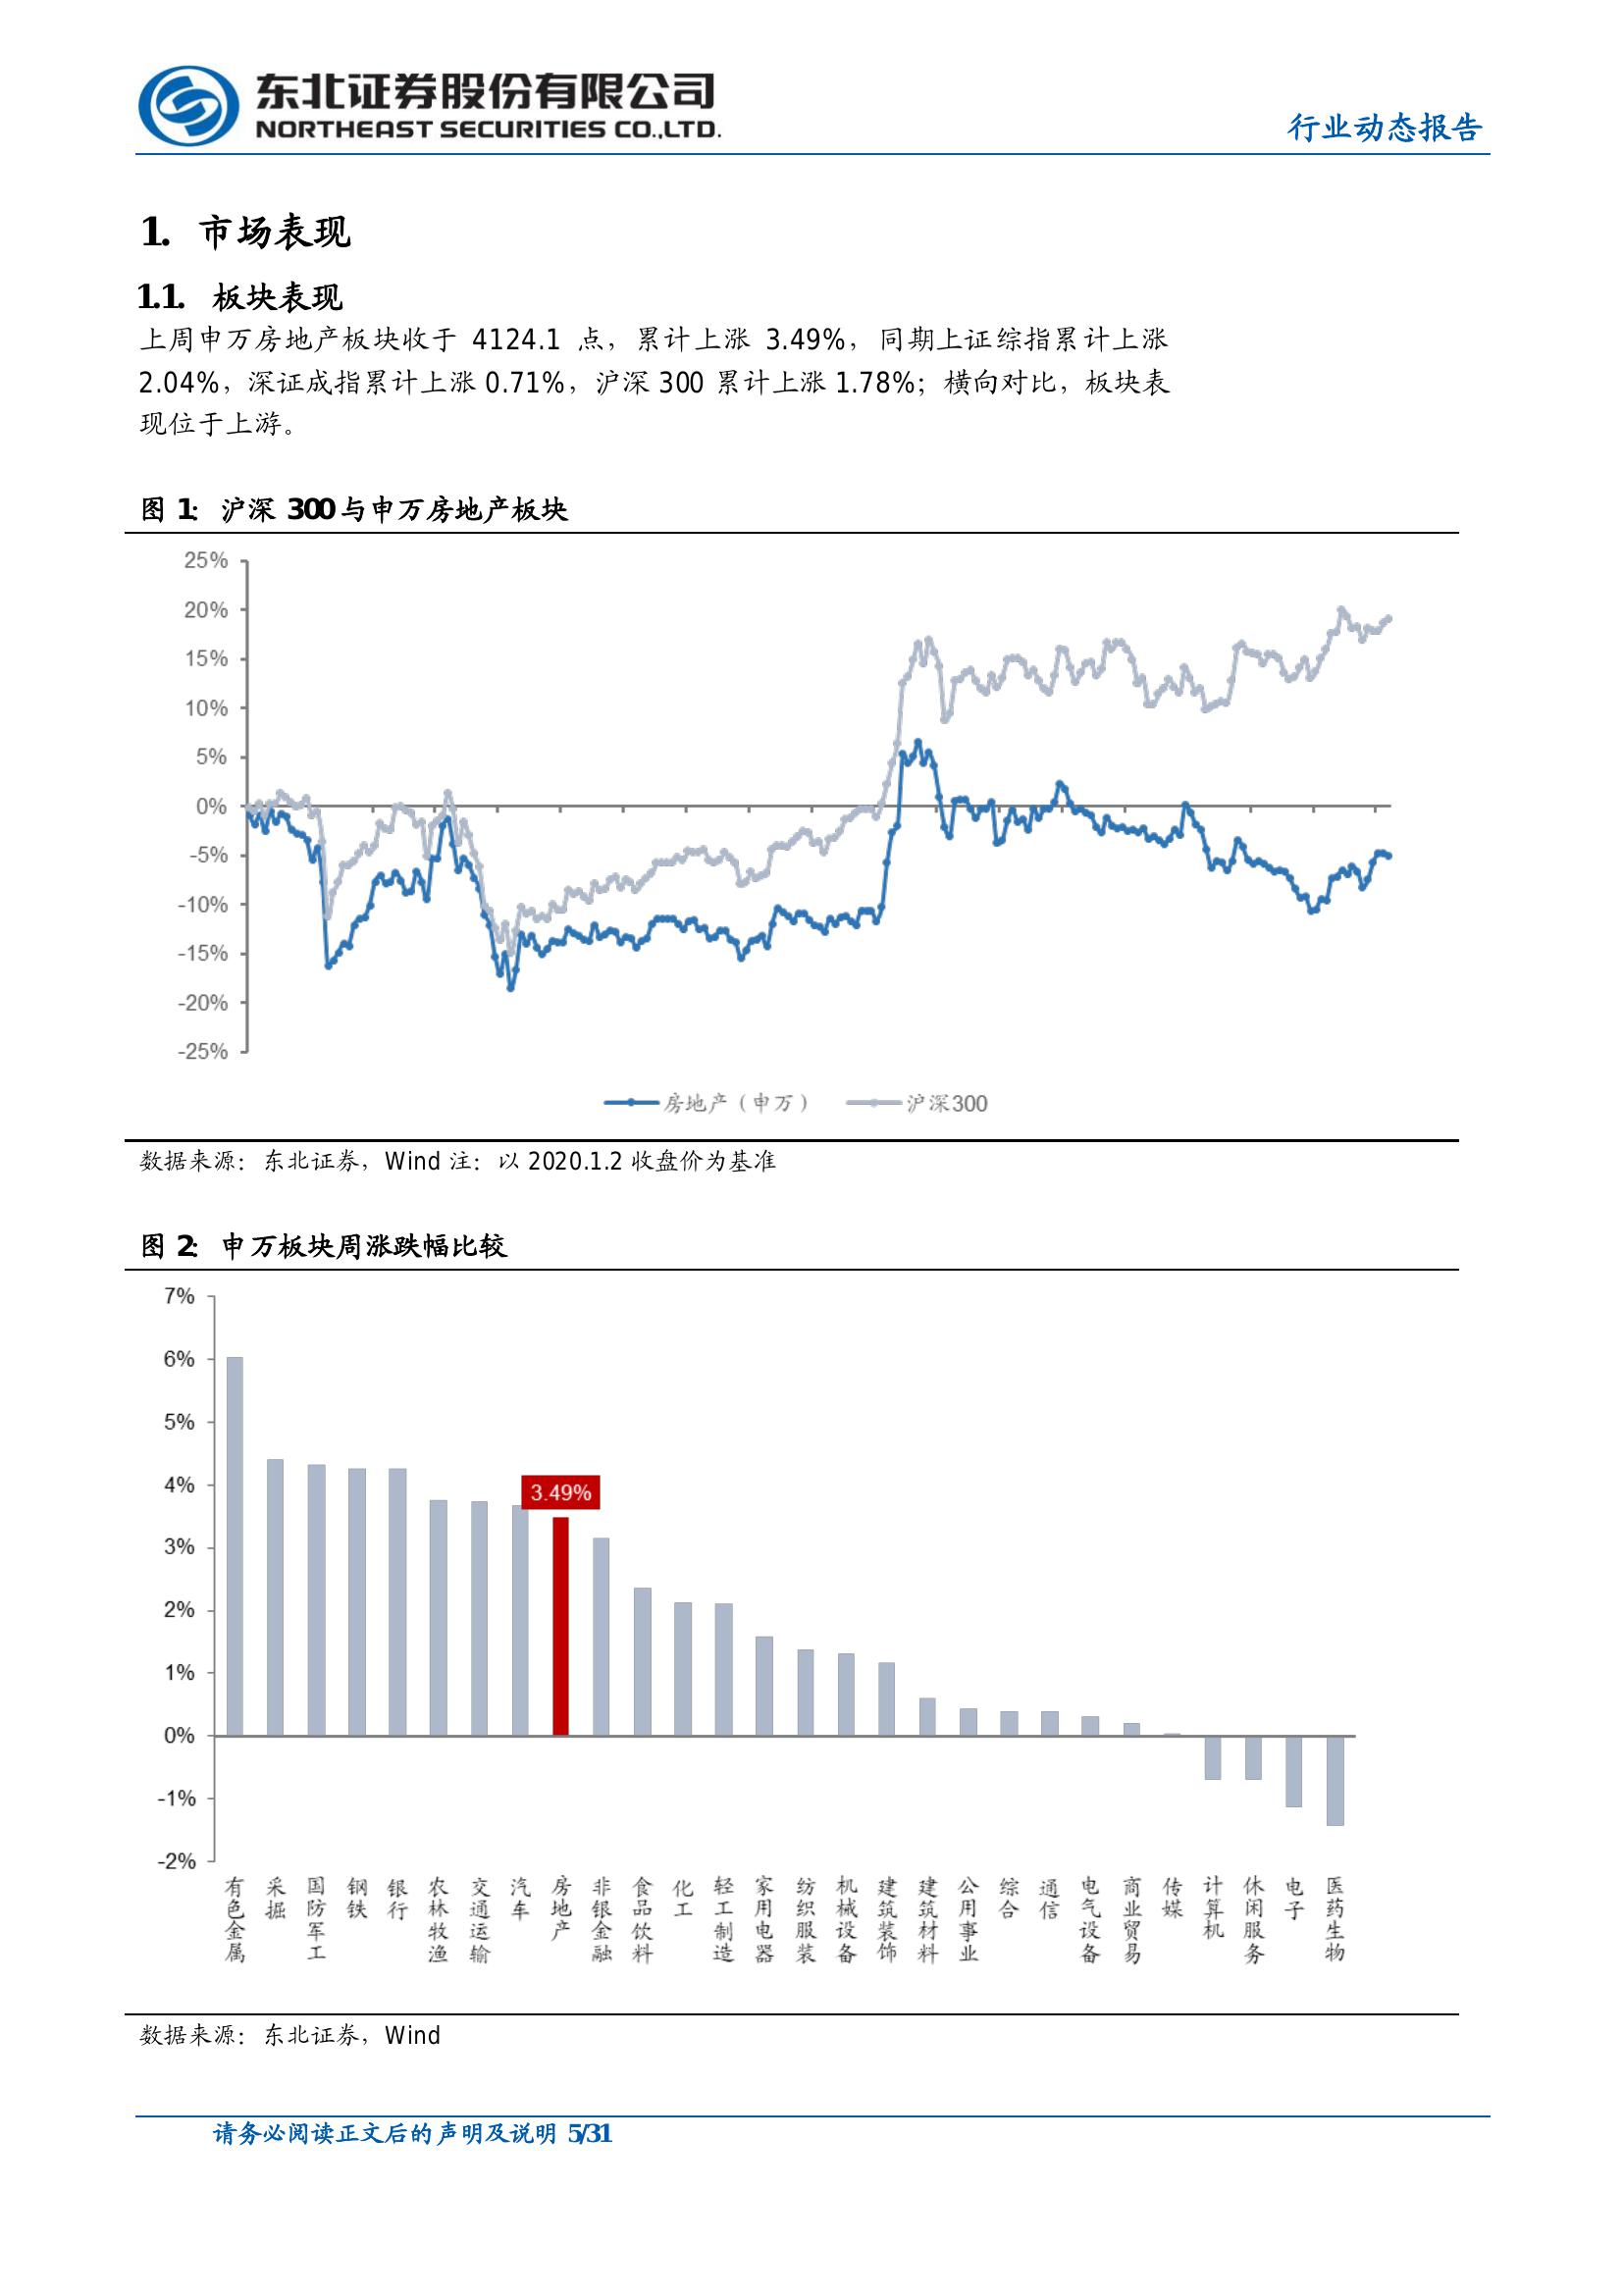 东北证券股份有限公司
NORTHEAST SECURITIES CO.,LTD.
行业动态报告
1. 市场表现
1.1. 板块表现
上周申万房地产板块收于 4124.1 点，累计上涨 3.49%，同期上证综指累计上涨
2.04%，深证成指累计上涨 0.71%，沪深 300 累计上涨 1.78%；横向对比，板块表
现位于上游。
图 1：沪深 300 与申万房地产板块
25%
20%
15%
10%
5%
0%
-5%
-10%
-15%
-20%
-25%
房地产（申万） 沪深300
数据来源：东北证券，Wind 注：以 2020.1.2 收盘价为基准
图 2：申万板块周涨跌幅比较
7%
6%
5%
4%
3%
2%
1%
0%
-1%
-2%
3.49%
有色金属
采掘
国防军工
钢铁
银行
农林牧渔
交通运输
汽车
房地产
非银金融
食品饮料
化工
轻工制造
家用电器
纺织服装
机械设备
建筑装饰
建筑材料
公用事业
综合
通信
电气设备
商业贸易
传媒
计算机
休闲服务
电子
医药生物
数据来源：东北证券，Wind
请务必阅读正文后的声明及说明 5/31